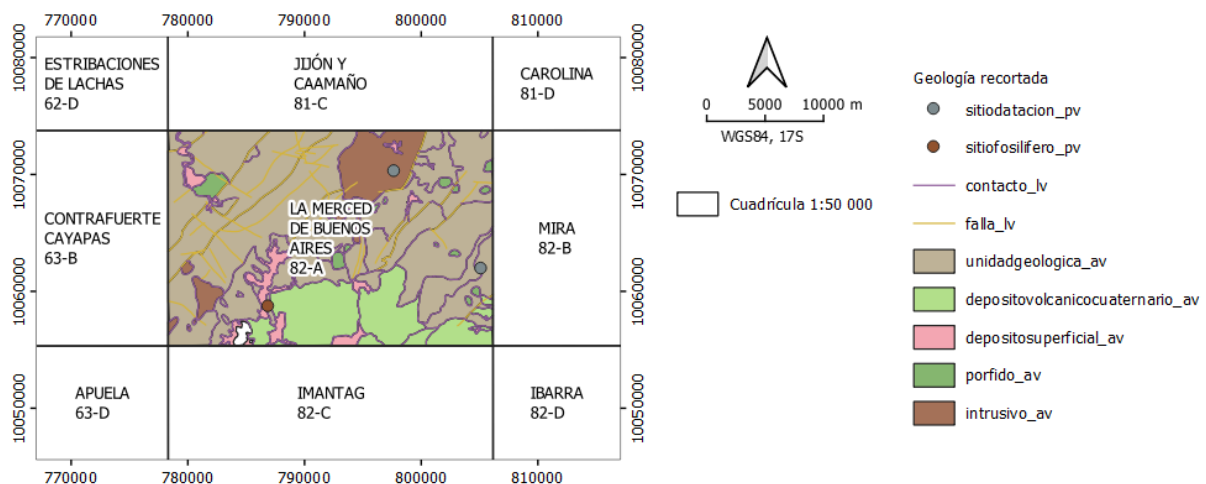 770000 780000 790000 800000 810000
10080000
10070000
10060000
10050000
ESTRIBACIONES
DE LACHAS
62-D
JIJÓN Y
CAAMAÑO
81-C
CAROLINA
81-D
CONTRAFUERTE
CAYAPAS
63-B
LA MERCED
DE BUENOS
AIRES
82-A
MIRA
82-B
APUELA
63-D
IMANTAG
82-C
IBARRA
82-D
10080000
10070000
10060000
10050000
770000 780000 790000 800000 810000
0 5000 10000 m
WGS84, 17S
Cuadrícula 1:50 000
Geología recortada
sitiodatacion_pv
sitiofosilifero_pv
contacto_lv
falla_lv
unidadgeologica_av
depositovolcanicocuaternario_av
depositosuperficial_av
porfido_av
intrusivo_av